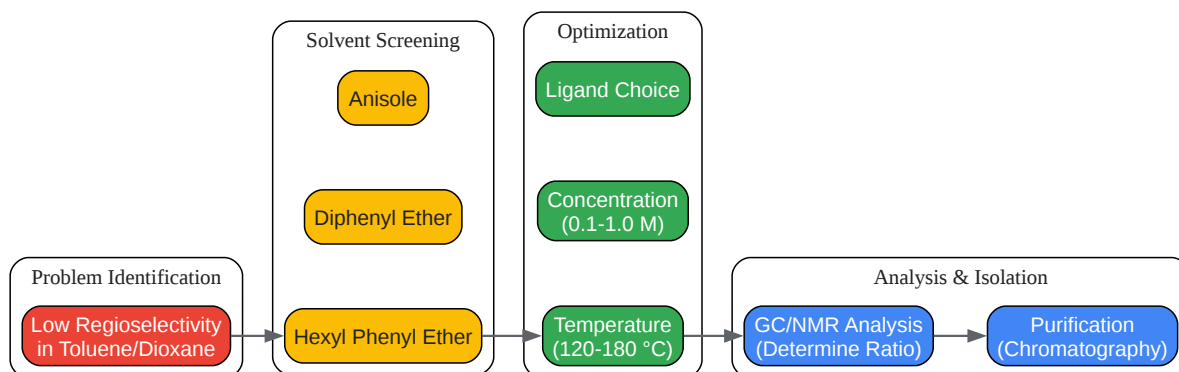 Problem Identification
Low Regioselectivity
in Toluene/Dioxane
Solvent Screening
Anisole
Diphenyl Ether
Hexyl Phenyl Ether
Optimization
Ligand Choice
Concentration
(0.1-1.0 M)
Temperature
(120-180 °C)
Analysis & Isolation
GC/NMR Analysis
(Determine Ratio)
Purification
(Chromatography)